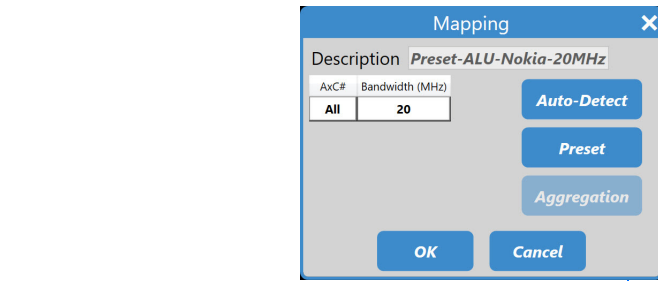 Mapping
Description Preset-ALU-Nokia-20MHz
AxC# Bandwidth (MHz)
All 20
Auto-Detect
Preset
Aggregation
OK Cancel